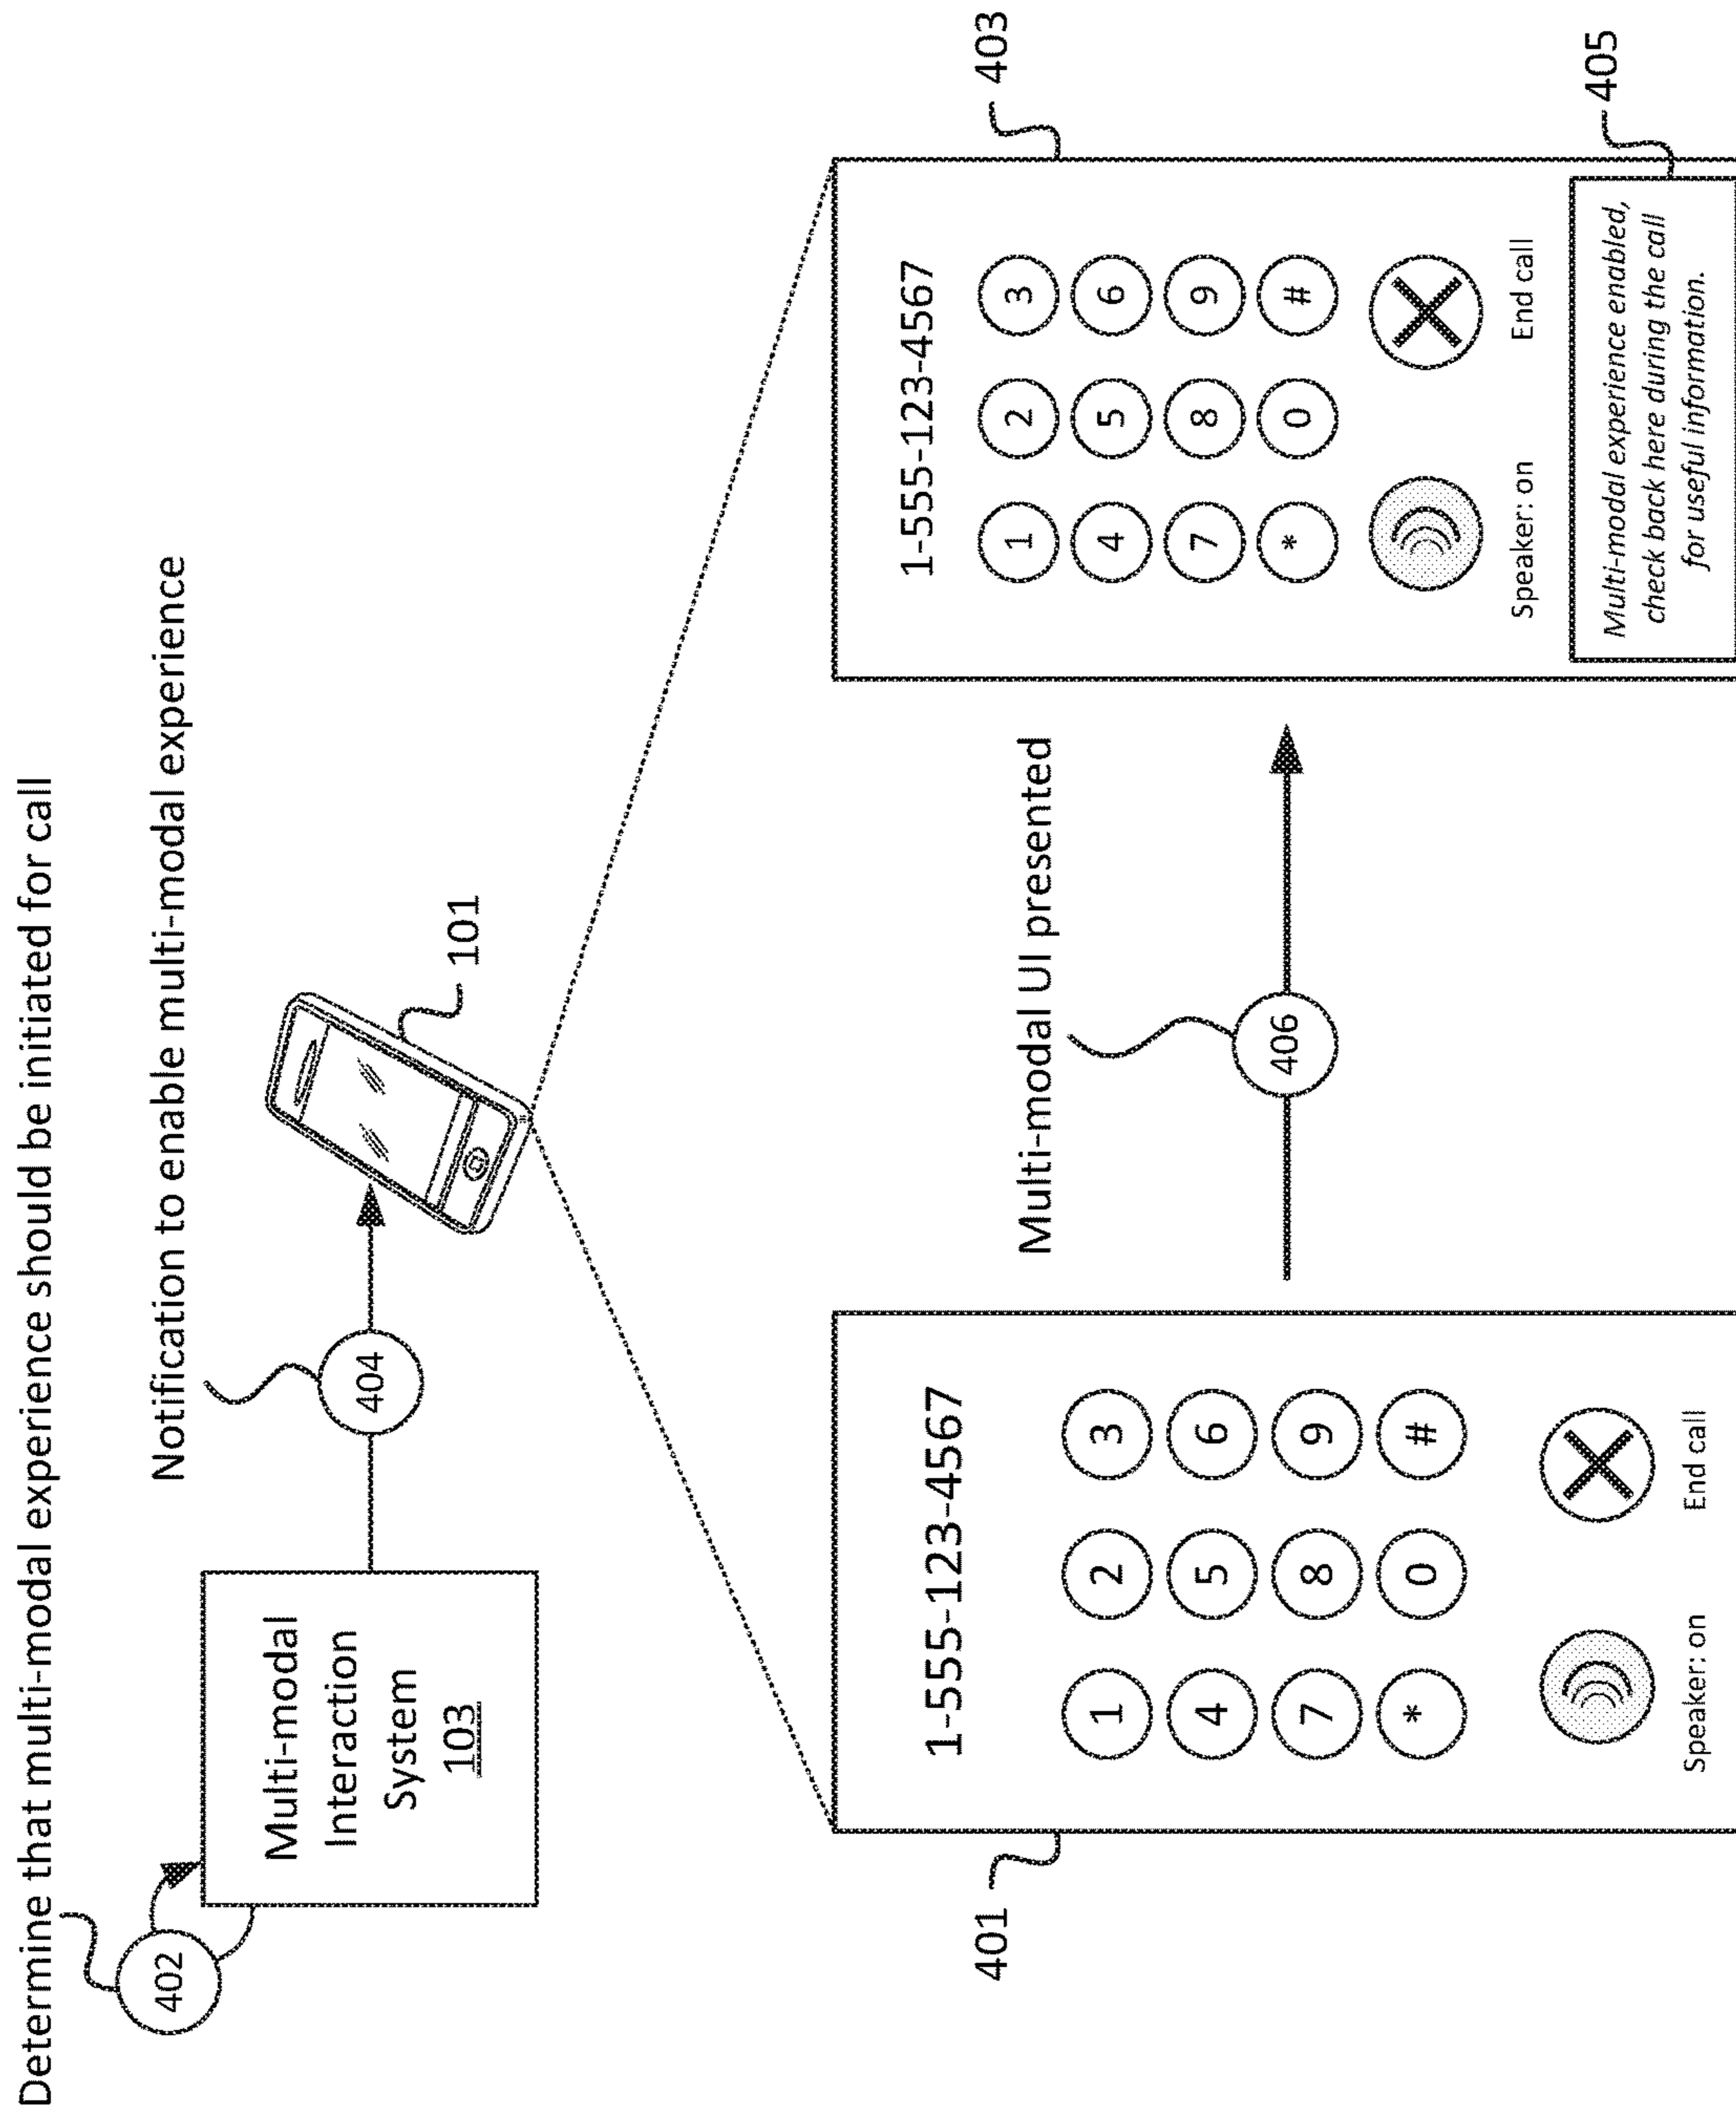 Determine that multi-modal experience should be initiated for call
402
Notification to enable multi-modal experience
404
Multi-modal
Interaction
System
103
101
Multi-modal UI presented
406
401
1-555-123-4567
1 2 3
4 5 6
7 8 9
* 0 #
Speaker: on End call
403
1-555-123-4567
1 2 3
4 5 6
7 8 9
* 0 #
Speaker: on End call
405
Multi-modal experience enabled,
check back here during the call
for useful information.